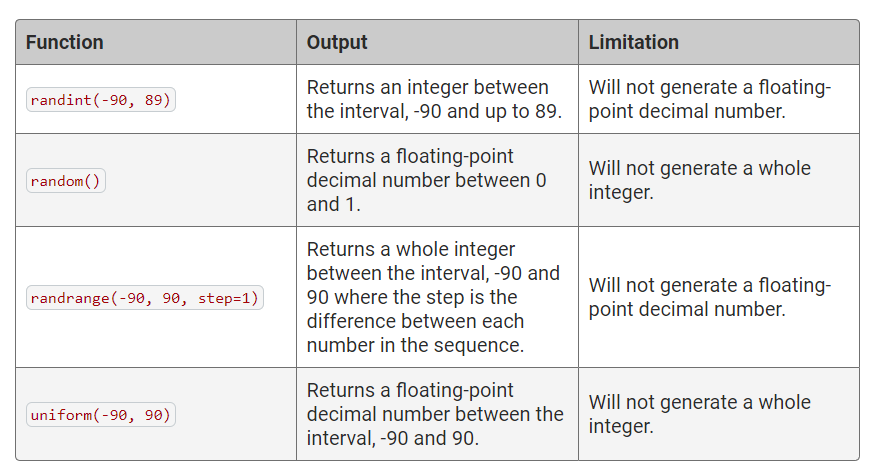 Function Output Limitation
randint(-90, 89)
Returns an integer between
the interval, -90 and up to 89.
Will not generate a floating-
point decimal number.
random()
Returns a floating-point
decimal number between 0
and 1.
Will not generate a whole
integer.
randrange(-90, 90, step=1)
Returns a whole integer
between the interval, -90 and
90 where the step is the
difference between each
number in the sequence.
Will not generate a floating-
point decimal number.
uniform(-90, 90)
Returns a floating-point
decimal number between the
interval, -90 and 90.
Will not generate a whole
integer.